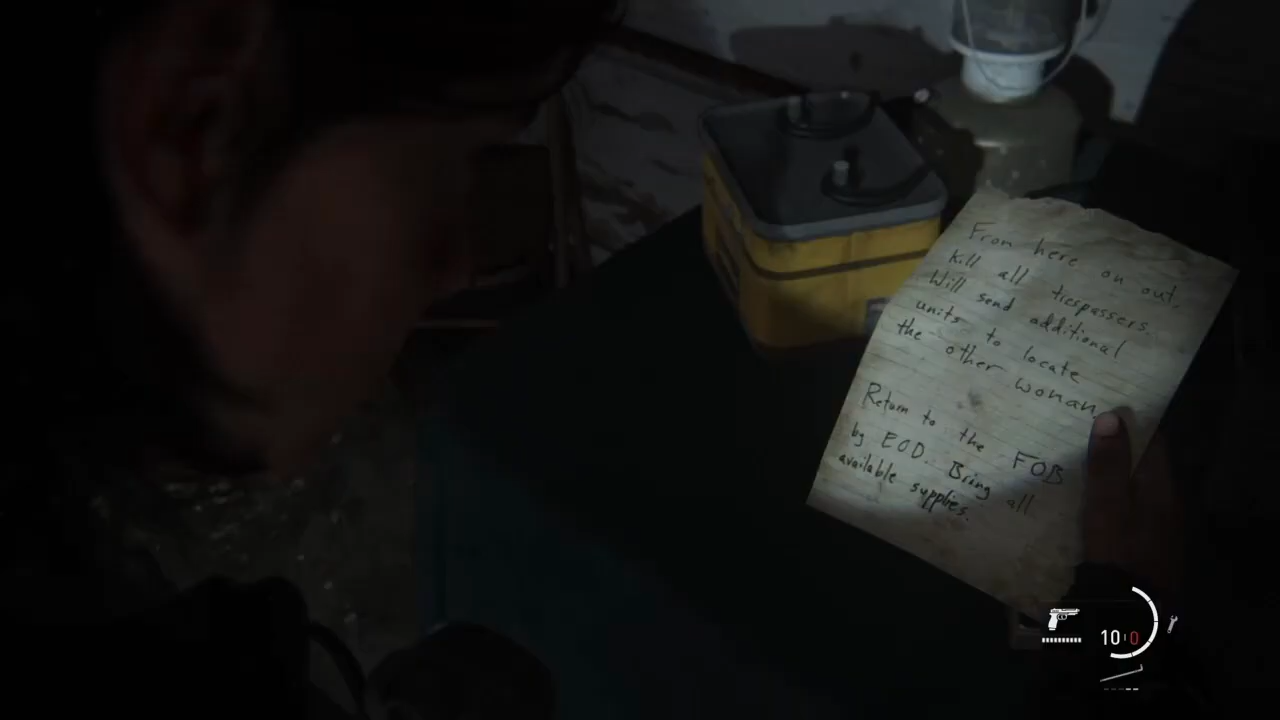 From here on out,
kill all trespassers.
Will send additional
units to locate
the other woman.
Return to the FOB
by EOD. Bring all
available supplies.
10 0